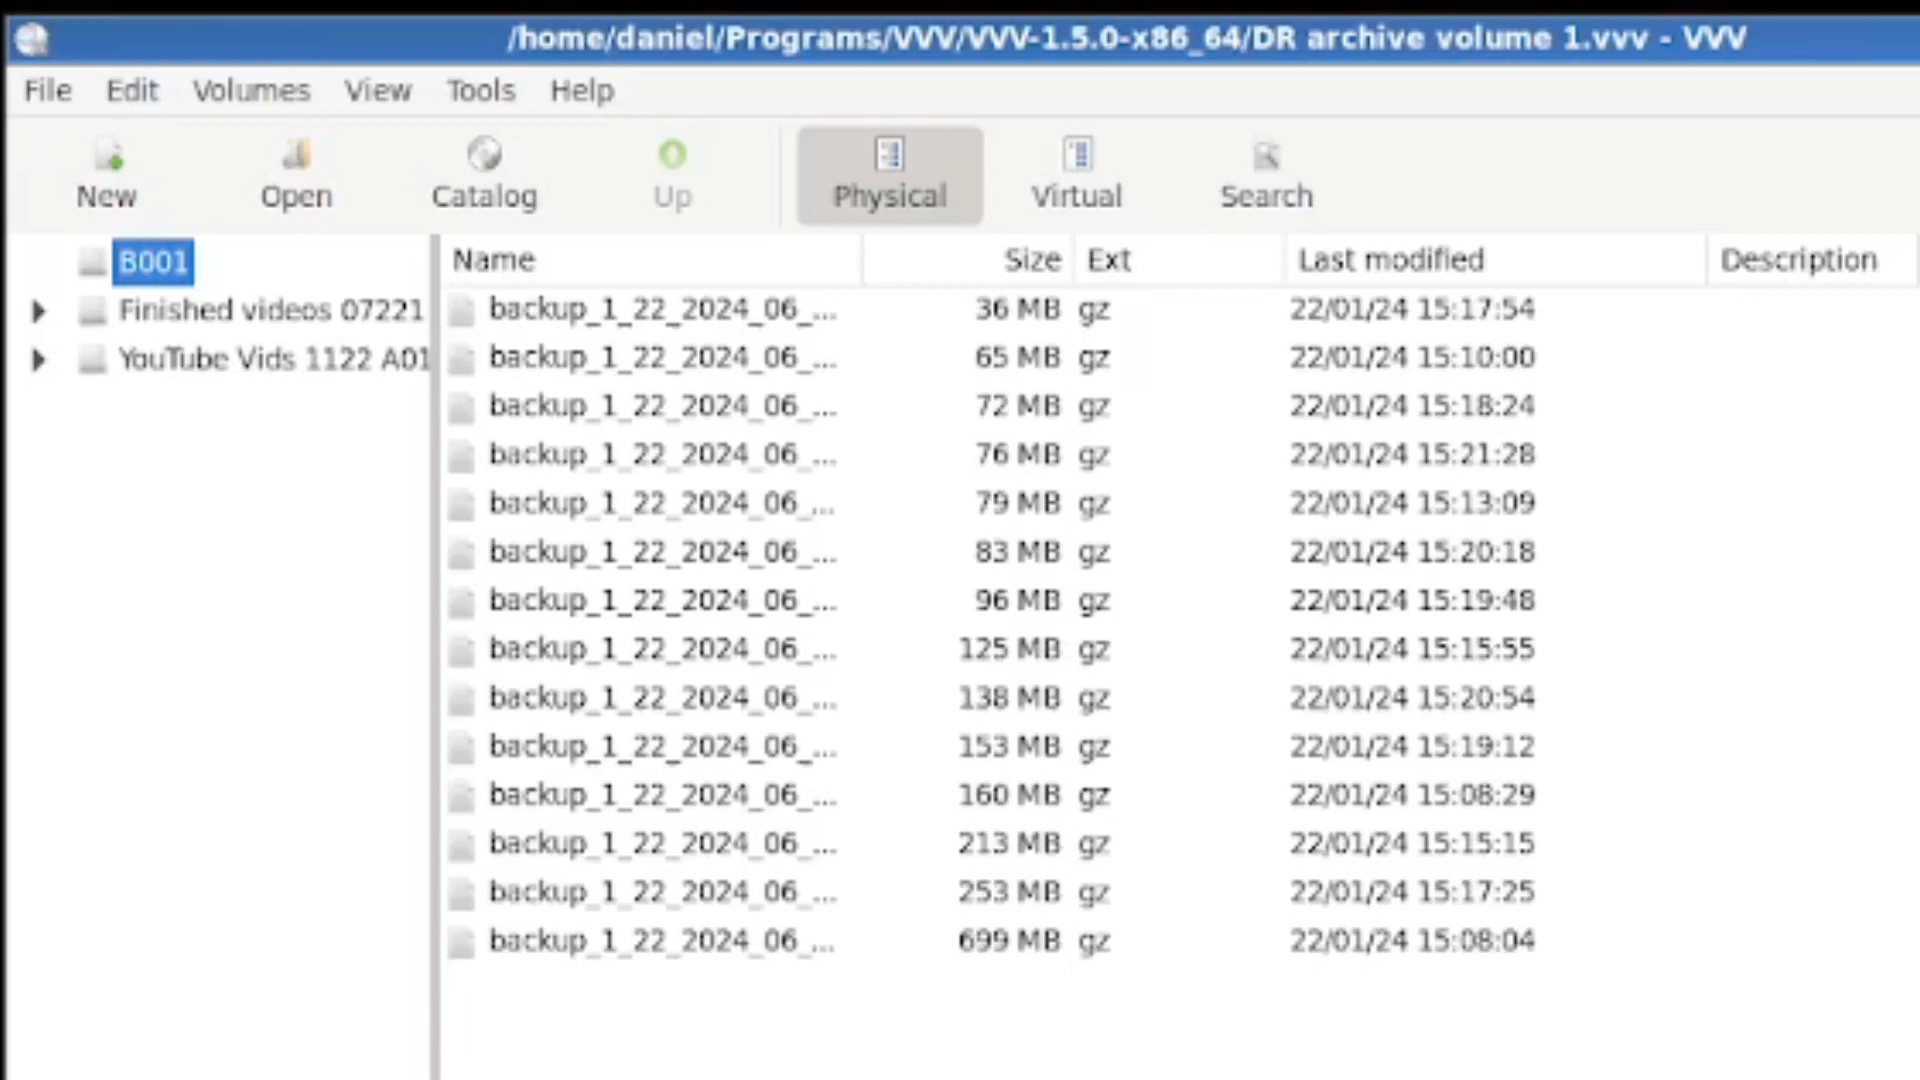 /home/daniel/Programs/VVV/VVV-1.5.0-x86_64/DR archive volume 1.vvv - VVV
File Edit Volumes View Tools Help
New Open Catalog Up Physical Virtual Search
B001
Finished videos 07221
YouTube Vids 1122 A01
Name Size Ext Last modified Description
backup_1_22_2024_06_... 36 MB gz 22/01/24 15:17:54
backup_1_22_2024_06_... 65 MB gz 22/01/24 15:10:00
backup_1_22_2024_06_... 72 MB gz 22/01/24 15:18:24
backup_1_22_2024_06_... 76 MB gz 22/01/24 15:21:28
backup_1_22_2024_06_... 79 MB gz 22/01/24 15:13:09
backup_1_22_2024_06_... 83 MB gz 22/01/24 15:20:18
backup_1_22_2024_06_... 96 MB gz 22/01/24 15:19:48
backup_1_22_2024_06_... 125 MB gz 22/01/24 15:15:55
backup_1_22_2024_06_... 138 MB gz 22/01/24 15:20:54
backup_1_22_2024_06_... 153 MB gz 22/01/24 15:19:12
backup_1_22_2024_06_... 160 MB gz 22/01/24 15:08:29
backup_1_22_2024_06_... 213 MB gz 22/01/24 15:15:15
backup_1_22_2024_06_... 253 MB gz 22/01/24 15:17:25
backup_1_22_2024_06_... 699 MB gz 22/01/24 15:08:04